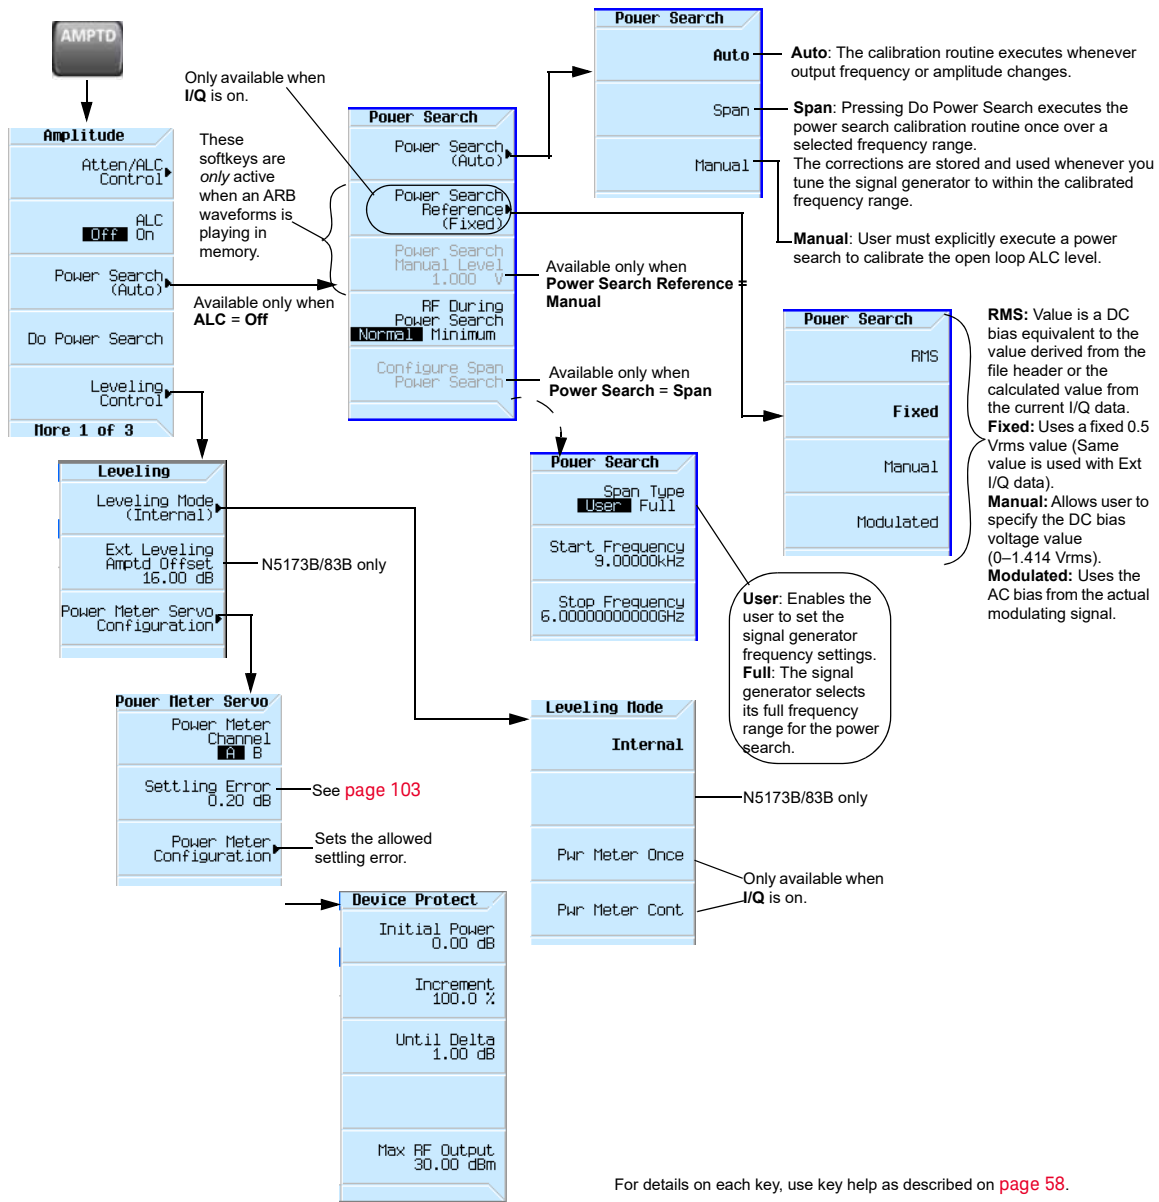 AMPTD
Amplitude
Atten/ALC
Control
ALC
Off On
Power Search
(Auto)
Do Power Search
Leveling
Control
More 1 of 3
Only available when
I/Q is on.
These
softkeys are
only active
when an ARB
waveforms is
playing in
memory.
Available only when
ALC = Off
Power Search
Power Search
(Auto)
Power Search
Reference
(Fixed)
Power Search
Manual Level
1.000 V
RF During
Power Search
Normal Minimum
Configure Span
Power Search
Available only when
Power Search Reference =
Manual
Available only when
Power Search = Span
Power Search
Auto
Span
Manual
Auto: The calibration routine executes whenever
output frequency or amplitude changes.
Span: Pressing Do Power Search executes the
power search calibration routine once over a
selected frequency range.
The corrections are stored and used whenever you
tune the signal generator to within the calibrated
frequency range.
Manual: User must explicitly execute a power
search to calibrate the open loop ALC level.
Power Search
RMS
Fixed
Manual
Modulated
RMS: Value is a DC
bias equivalent to the
value derived from the
file header or the
calculated value from
the current I/Q data.
Fixed: Uses a fixed 0.5
Vrms value (Same
value is used with Ext
I/Q data).
Manual: Allows user to
specify the DC bias
voltage value
(0–1.414 Vrms).
Modulated: Uses the
AC bias from the actual
modulating signal.
Power Search
Span Type
User Full
Start Frequency
9.00000kHz
Stop Frequency
6.00000000000GHz
User: Enables the
user to set the
signal generator
frequency settings.
Full: The signal
generator selects
its full frequency
range for the power
search.
Leveling
Leveling Mode
(Internal)
Ext Leveling
Amptd Offset
16.00 dB
Power Meter Servo
Configuration
N5173B/83B only
Power Meter Servo
Power Meter
Channel
A B
Settling Error
0.20 dB
Power Meter
Configuration
See page 103
Sets the allowed
settling error.
Leveling Mode
Internal
Pwr Meter Once
Pwr Meter Cont
N5173B/83B only
Only available when
I/Q is on.
Device Protect
Initial Power
0.00 dB
Increment
100.0 %
Until Delta
1.00 dB
Max RF Output
30.00 dBm
For details on each key, use key help as described on page 58.